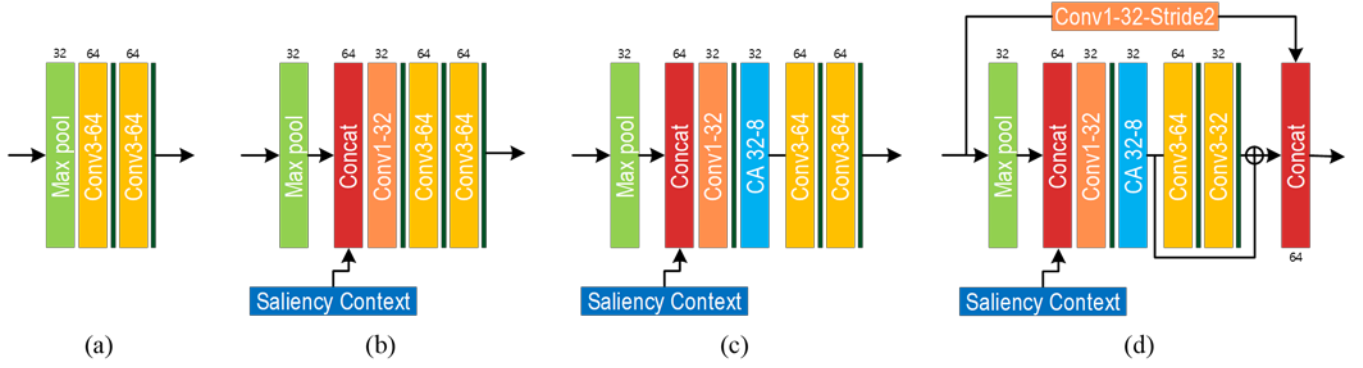 32 64 64
Max pool
Conv3-64
Conv3-64
(a)
32 64 32 64 64
Max pool
Concat
Conv1-32
Conv3-64
Conv3-64
Saliency Context
(b)
32 64 32 32 64 64
Max pool
Concat
Conv1-32
CA 32-8
Conv3-64
Conv3-64
Saliency Context
(c)
Conv1-32-Stride2
32 64 32 32 64 32
Max pool
Concat
Conv1-32
CA 32-8
Conv3-64
Conv3-32
Concat
64
Saliency Context
(d)